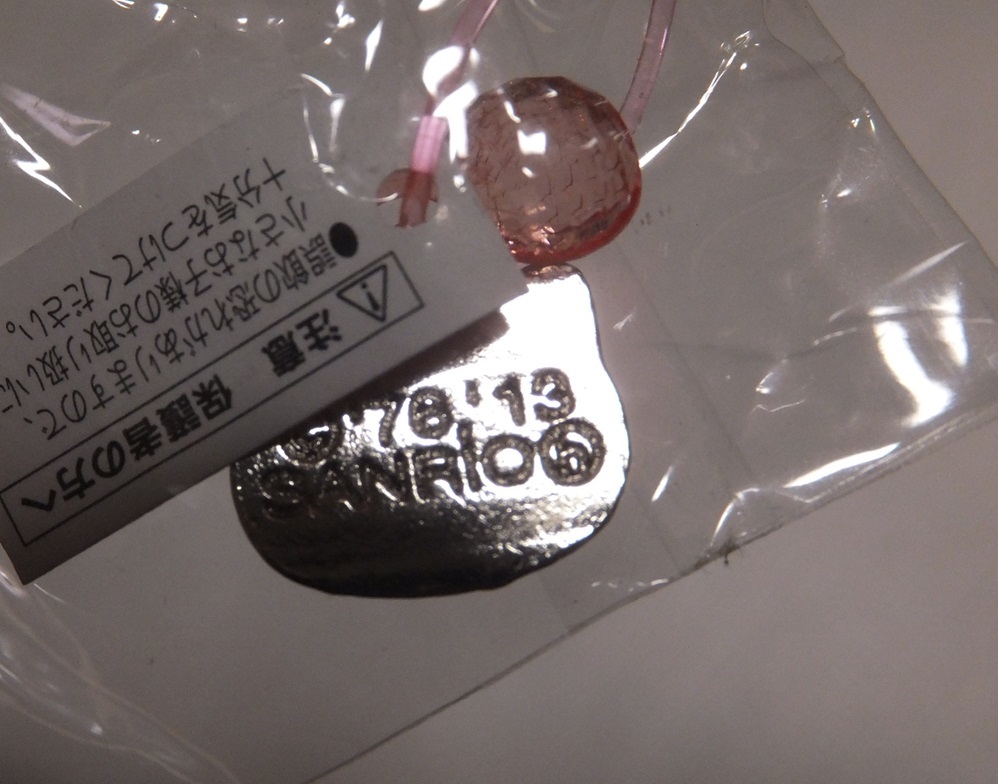 ⚠注意 保護者の方へ
●誤飲の恐れがありますので、
小さなお子様のお取り扱いに
十分気をつけてください。
© '76 '13
SANRIO